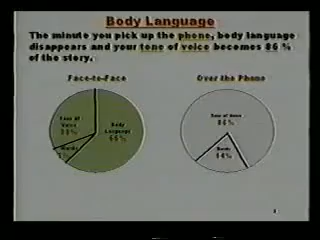 Body Language
The minute you pick up the phone, body language
disappears and your tone of voice becomes 86 %
of the story.
Face-to-Face
Over the Phone
Tone of
Voice
Body
Language
Words
Tone of Voice
86%
Words
14%